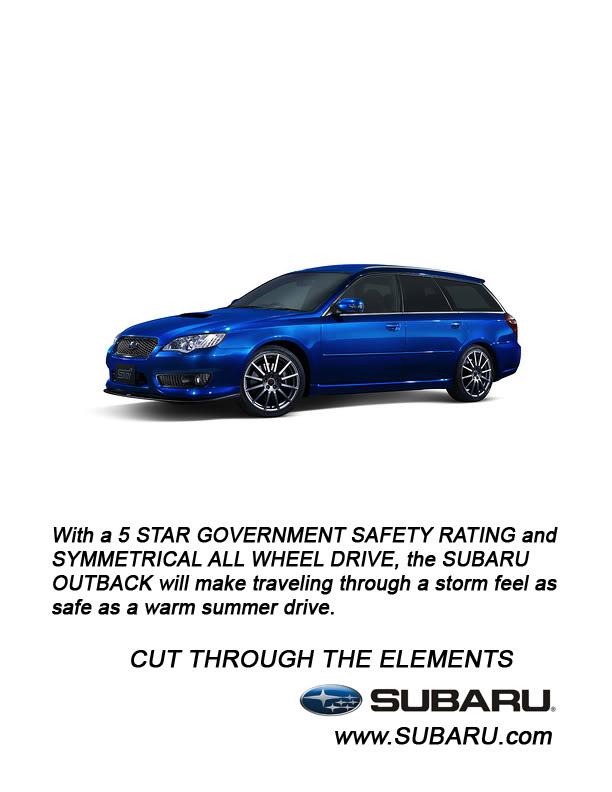 With a 5 STAR GOVERNMENT SAFETY RATING and
SYMMETRICAL ALL WHEEL DRIVE, the SUBARU
OUTBACK will make traveling through a storm feel as
safe as a warm summer drive.
CUT THROUGH THE ELEMENTS
SUBARU®
www.SUBARU.com